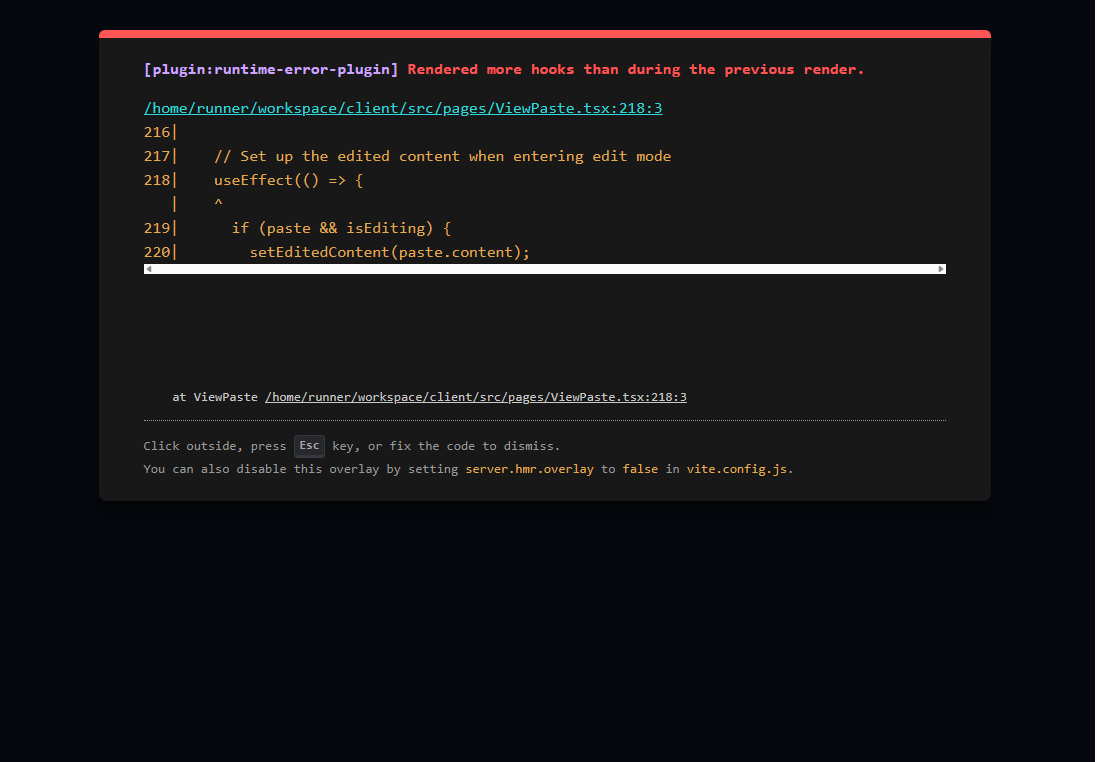 [plugin:runtime-error-plugin] Rendered more hooks than during the previous render.
/home/runner/workspace/client/src/pages/ViewPaste.tsx:218:3
216|
217|    // Set up the edited content when entering edit mode
218|    useEffect(() => {
   |    ^
219|      if (paste && isEditing) {
220|        setEditedContent(paste.content);
at ViewPaste /home/runner/workspace/client/src/pages/ViewPaste.tsx:218:3
Click outside, press Esc key, or fix the code to dismiss.
You can also disable this overlay by setting server.hmr.overlay to false in vite.config.js.